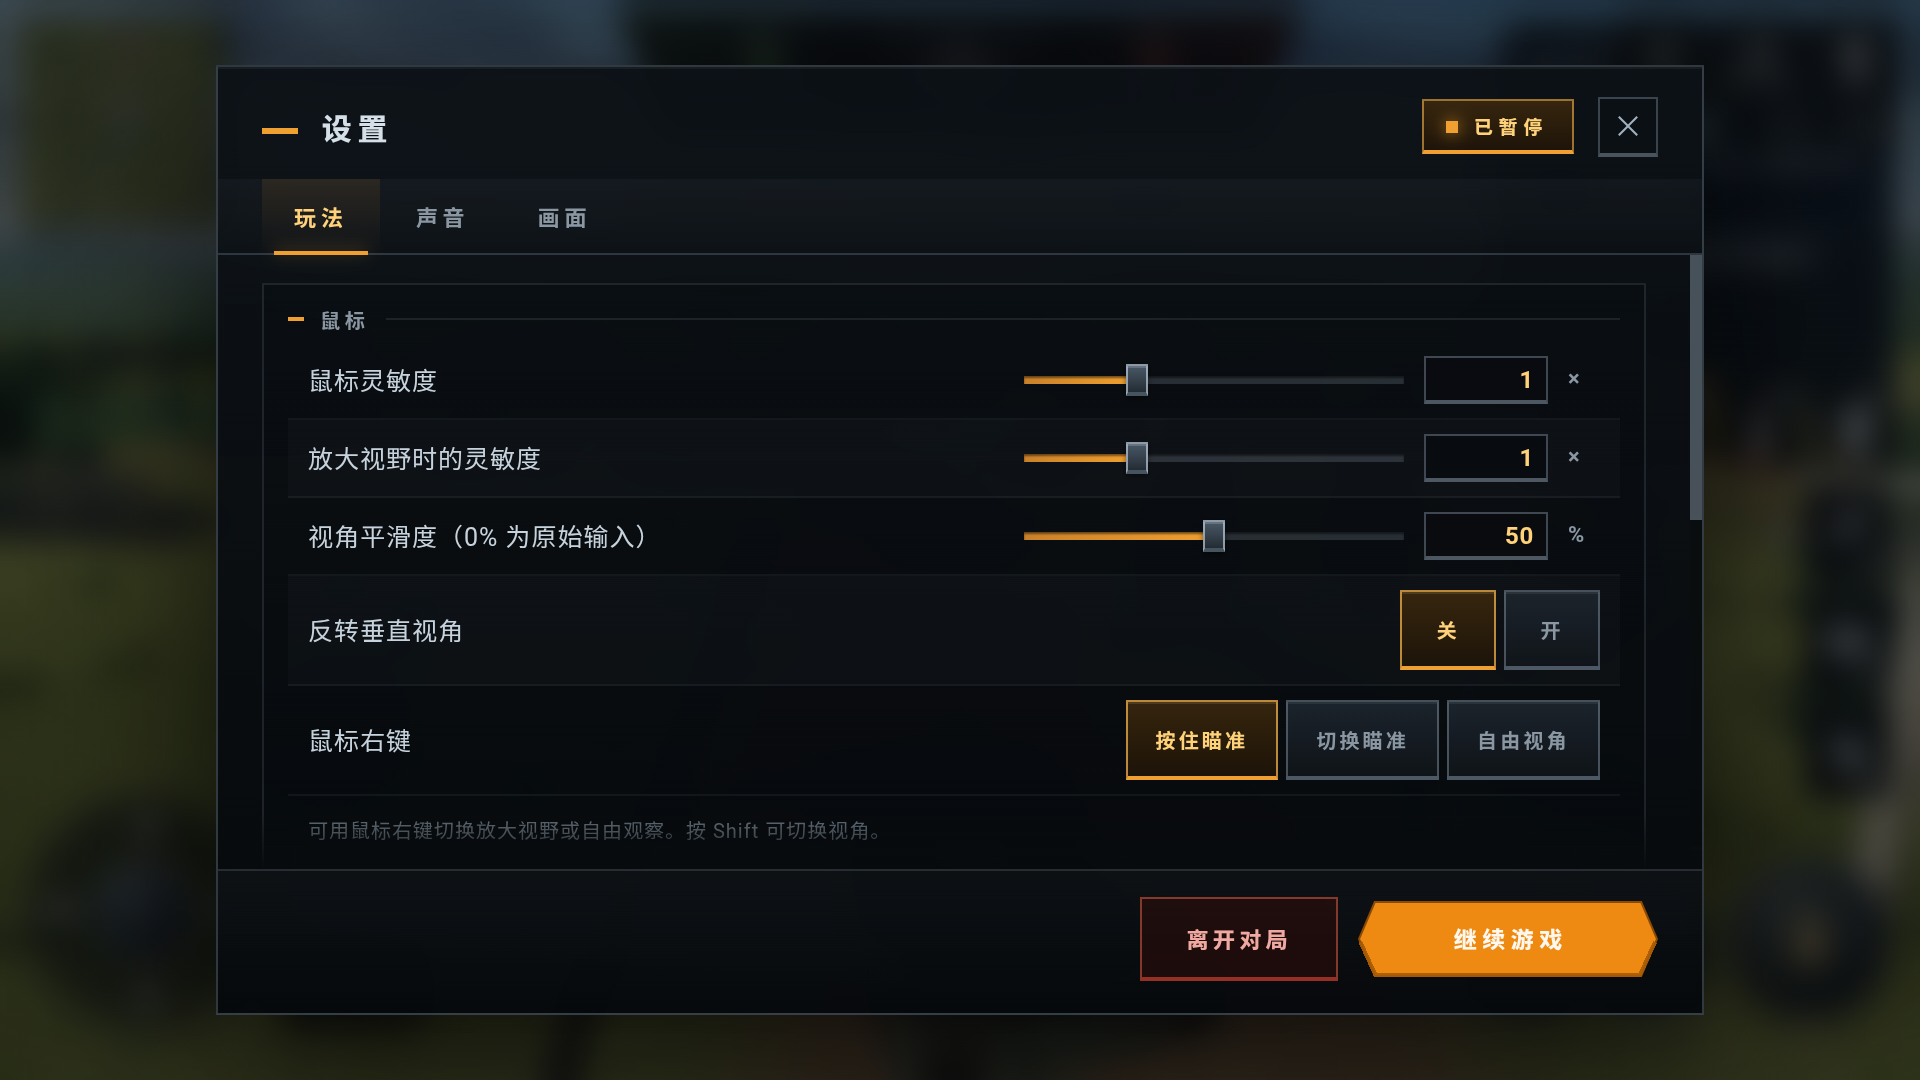 设置
已暂停
玩法
声音
画面
鼠标
鼠标灵敏度
1 ×
放大视野时的灵敏度
1 ×
视角平滑度（0% 为原始输入）
50 %
反转垂直视角
关
开
鼠标右键
按住瞄准
切换瞄准
自由视角
可用鼠标右键切换放大视野或自由观察。按 Shift 可切换视角。
离开对局
继续游戏